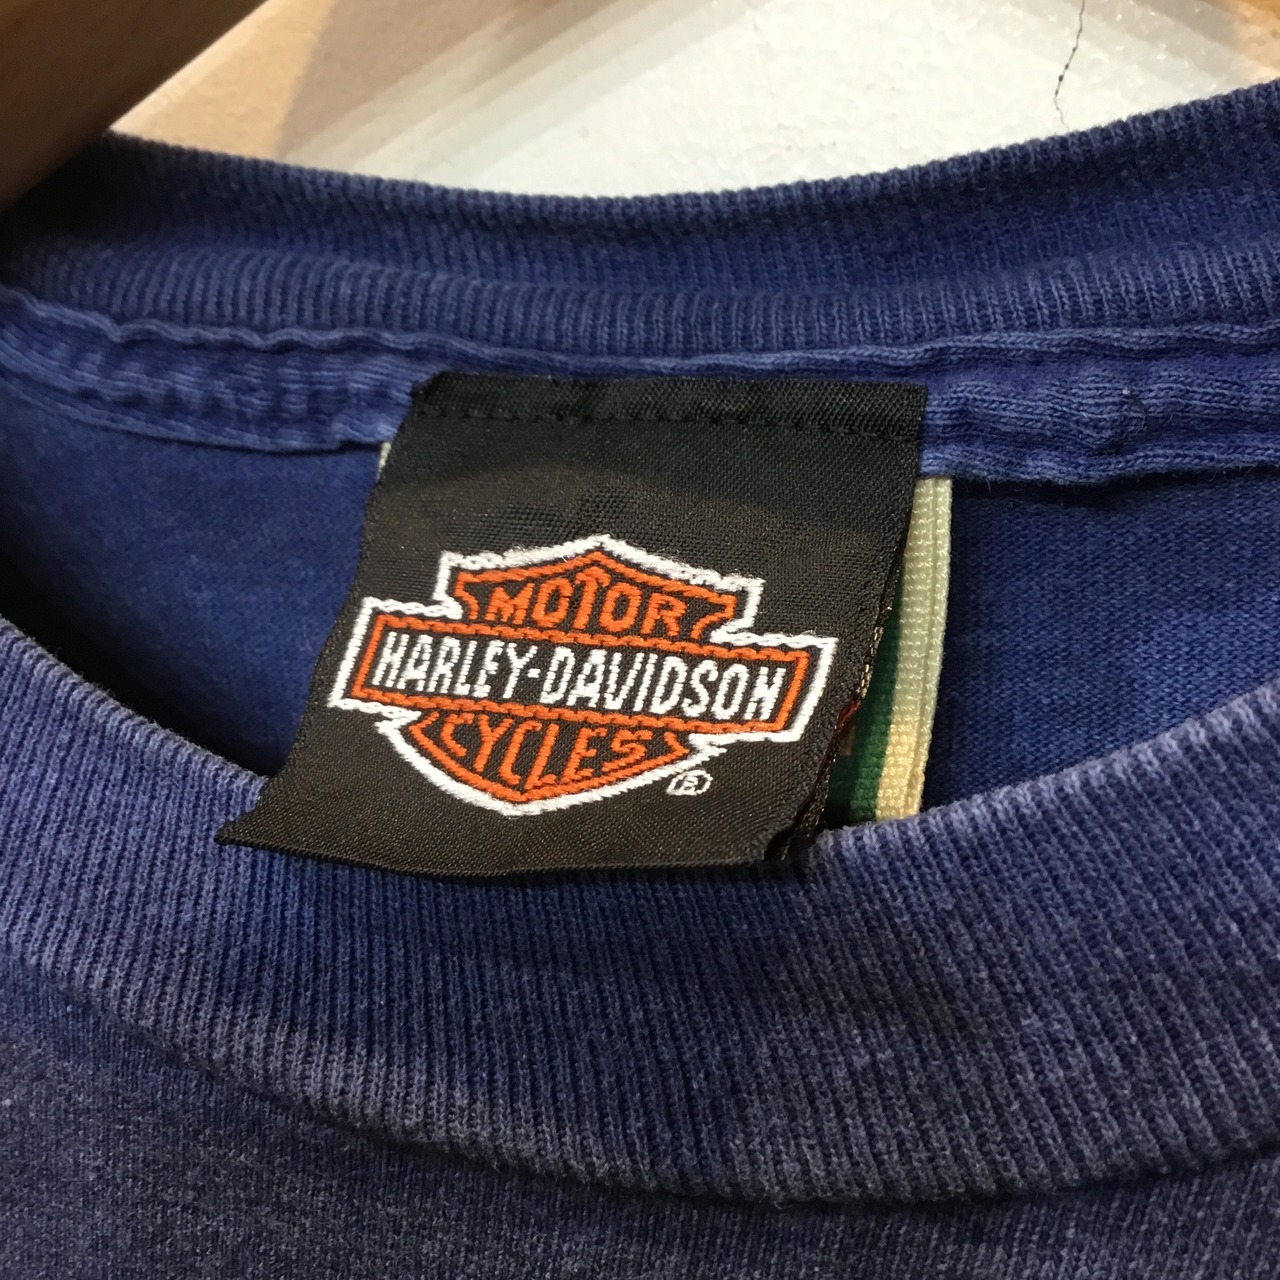 MOTOR
HARLEY-DAVIDSON
CYCLES
®